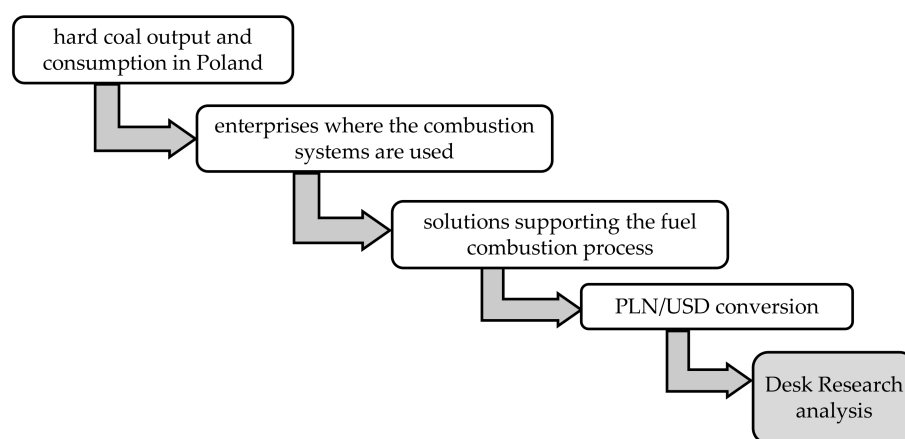 hard coal output and
consumption in Poland
enterprises where the combustion
systems are used
solutions supporting the fuel
combustion process
PLN/USD conversion
Desk Research
analysis